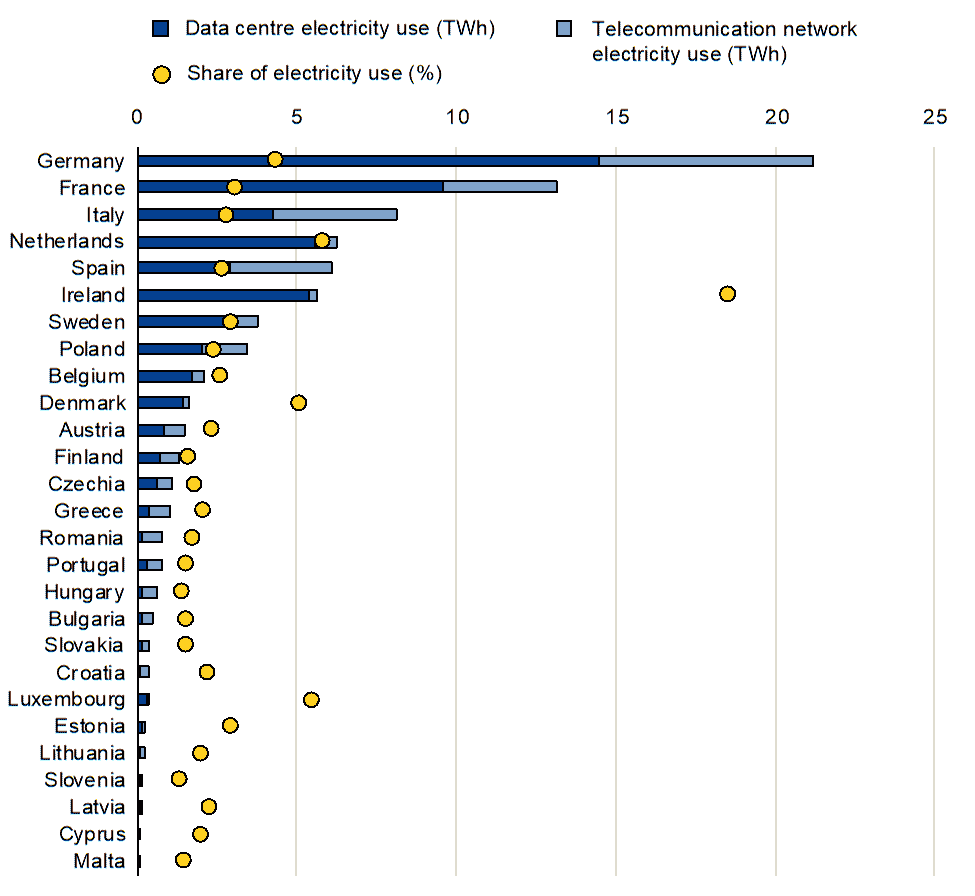 Data centre electricity use (TWh)
Telecommunication network
electricity use (TWh)
Share of electricity use (%)
0 5 10 15 20 25
Germany
France
Italy
Netherlands
Spain
Ireland
Sweden
Poland
Belgium
Denmark
Austria
Finland
Czechia
Greece
Romania
Portugal
Hungary
Bulgaria
Slovakia
Croatia
Luxembourg
Estonia
Lithuania
Slovenia
Latvia
Cyprus
Malta